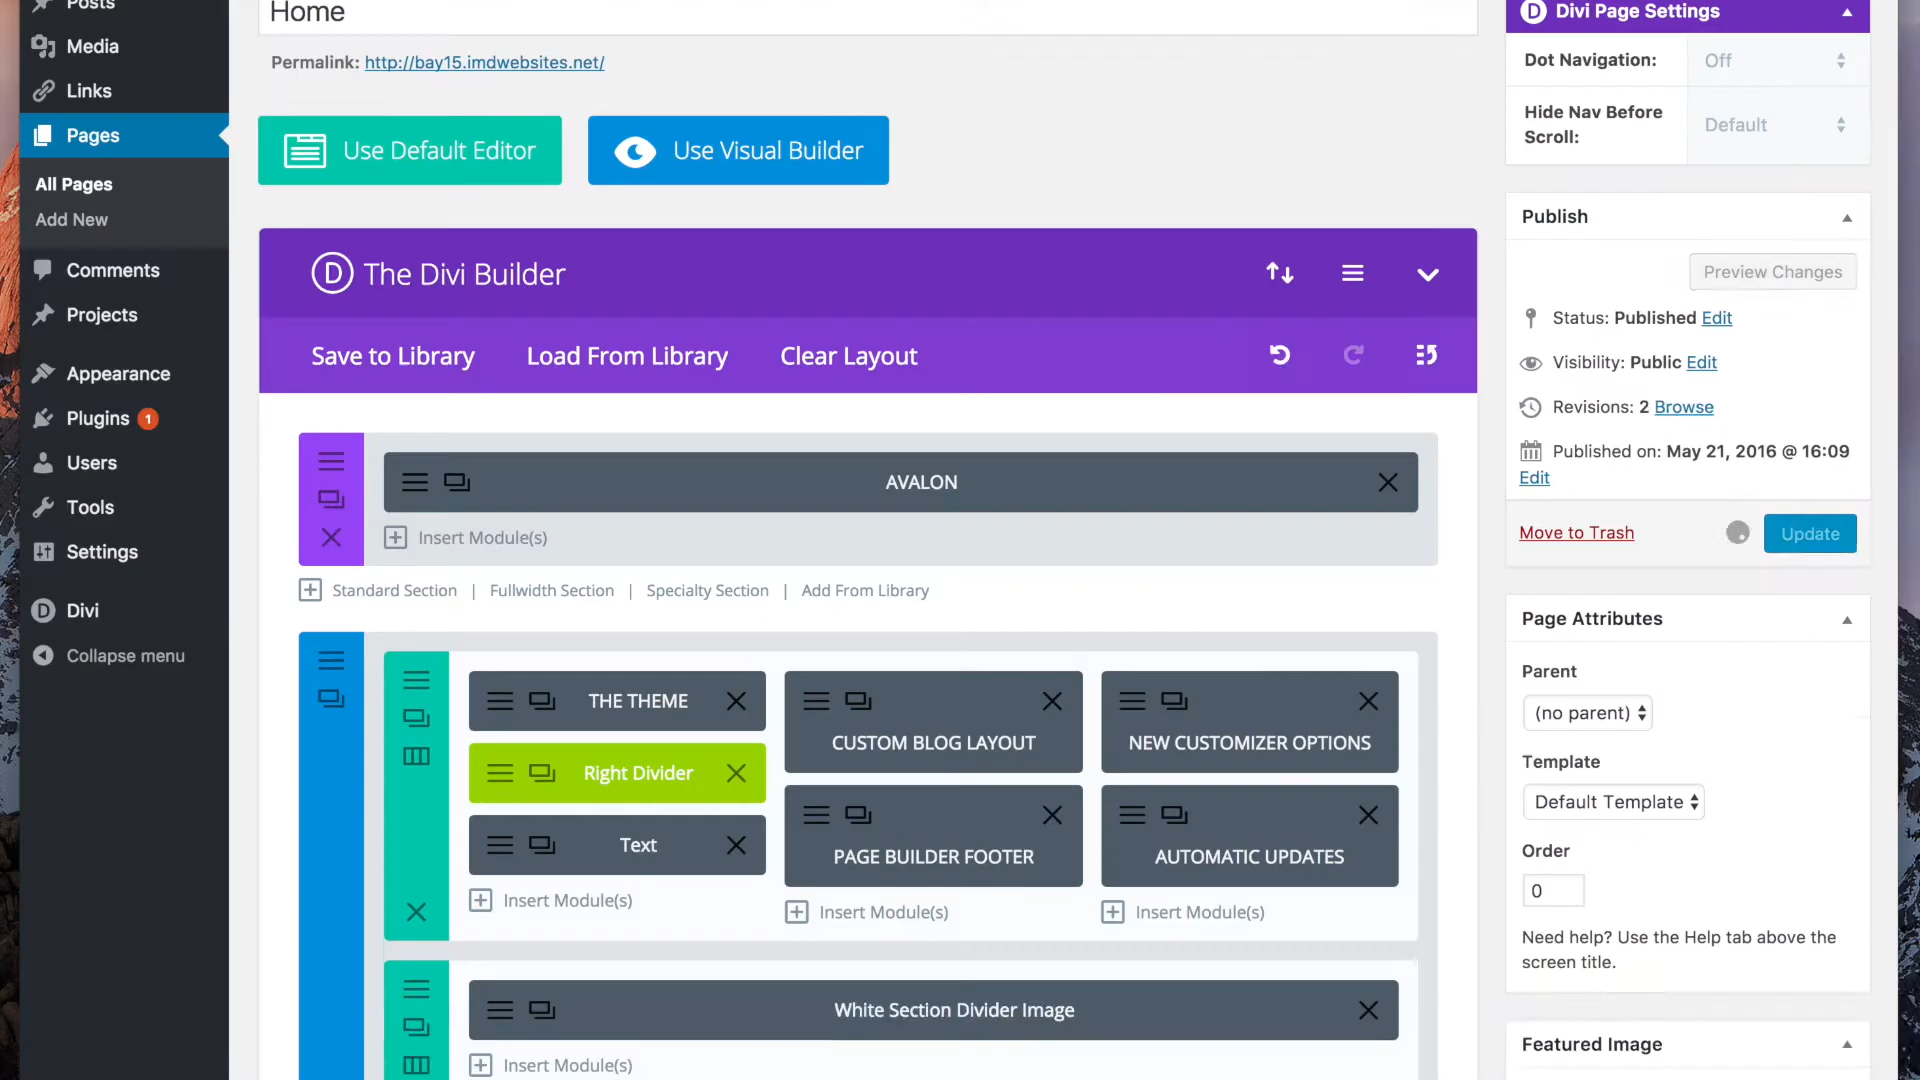 Posts
Media
Links
Pages
All Pages
Add New
Comments
Projects
Appearance
Plugins 1
Users
Tools
Settings
Divi
Collapse menu
Home
Permalink: http://bay15.imdwebsites.net/
Use Default Editor
Use Visual Builder
D The Divi Builder
Save to Library
Load From Library
Clear Layout
AVALON
Insert Module(s)
Standard Section | Fullwidth Section | Specialty Section | Add From Library
THE THEME
Right Divider
Text
Insert Module(s)
CUSTOM BLOG LAYOUT
PAGE BUILDER FOOTER
Insert Module(s)
NEW CUSTOMIZER OPTIONS
AUTOMATIC UPDATES
Insert Module(s)
White Section Divider Image
Insert Module(s)
D Divi Page Settings
Dot Navigation: Off
Hide Nav Before
Scroll:
Default
Publish
Preview Changes
Status: Published Edit
Visibility: Public Edit
Revisions: 2 Browse
Published on: May 21, 2016 @ 16:09
Edit
Move to Trash
Update
Page Attributes
Parent
(no parent)
Template
Default Template
Order
0
Need help? Use the Help tab above the
screen title.
Featured Image